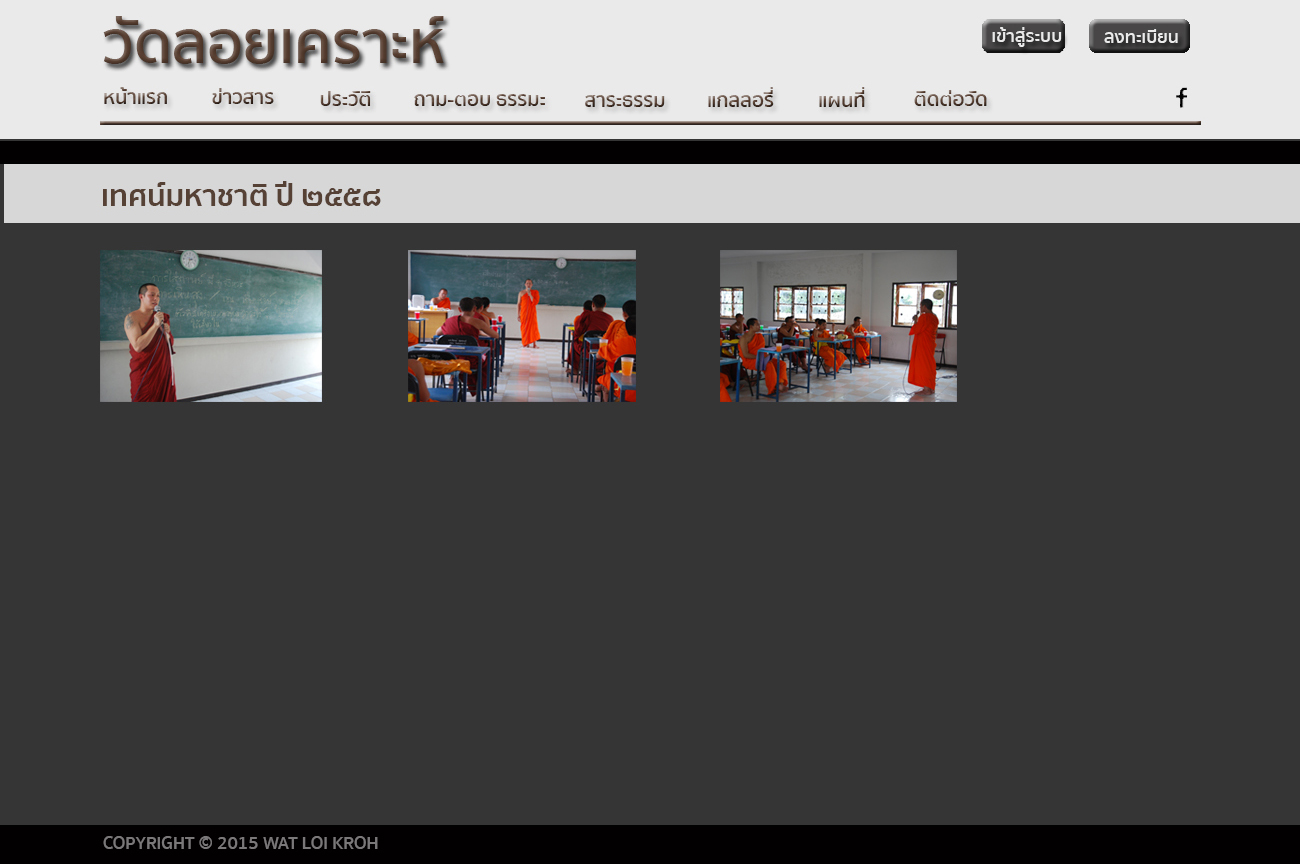 วัดลอยเคราะห์
เข้าสู่ระบบ
ลงทะเบียน
หน้าแรก ข่าวสาร ประวัติ ถาม-ตอบ ธรรมะ สาระธรรม แกลลอรี่ แผนที่ ติดต่อวัด
เทศน์มหาชาติ ปี ๒๕๕๘
COPYRIGHT © 2015 WAT LOI KROH